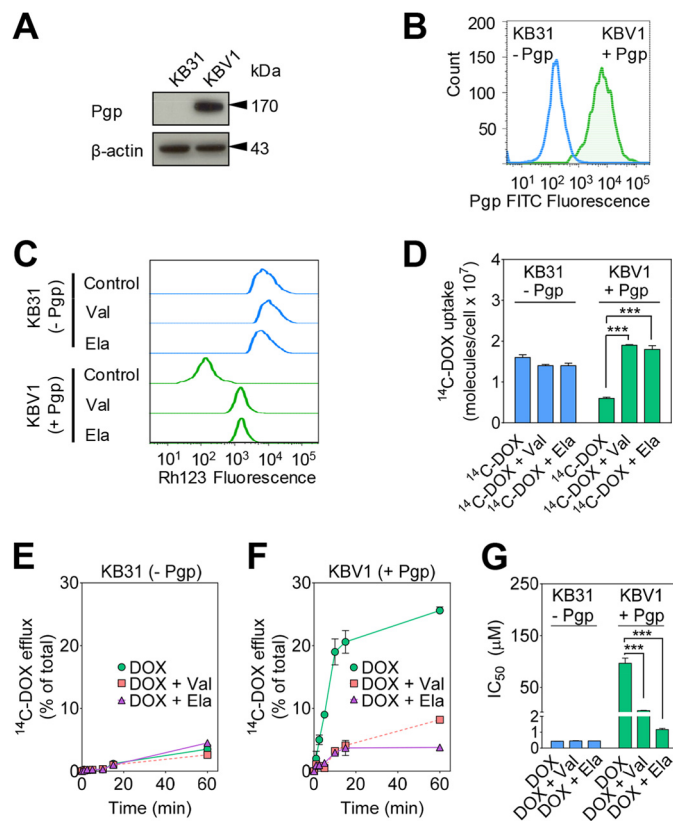 A
KB31
KBV1
kDa
Pgp
170
β-actin
43
B
200
150
100
50
Count
KB31
- Pgp
KBV1
+ Pgp
10¹ 10² 10³ 10⁴ 10⁵
Pgp FITC Fluorescence
C
KB31
(- Pgp)
Control
Val
Ela
KBV1
(+ Pgp)
Control
Val
Ela
10¹ 10² 10³ 10⁴ 10⁵
Rh123 Fluorescence
D
¹⁴C-DOX uptake
(molecules/cell x 10⁷)
4
3
2
1
0
KB31
- Pgp
KBV1
+ Pgp
***
***
¹⁴C-DOX
¹⁴C-DOX + Val
¹⁴C-DOX + Ela
¹⁴C-DOX
¹⁴C-DOX + Val
¹⁴C-DOX + Ela
E
KB31 (- Pgp)
¹⁴C-DOX efflux
(% of total)
30
20
10
0
DOX
DOX + Val
DOX + Ela
0 20 40 60
Time (min)
F
KBV1 (+ Pgp)
¹⁴C-DOX efflux
(% of total)
30
20
10
0
DOX
DOX + Val
DOX + Ela
0 20 40 60
Time (min)
G
IC₅₀ (μM)
250
150
50
2
1
0
KB31
- Pgp
KBV1
+ Pgp
***
***
DOX
DOX + Val
DOX + Ela
DOX
DOX + Val
DOX + Ela